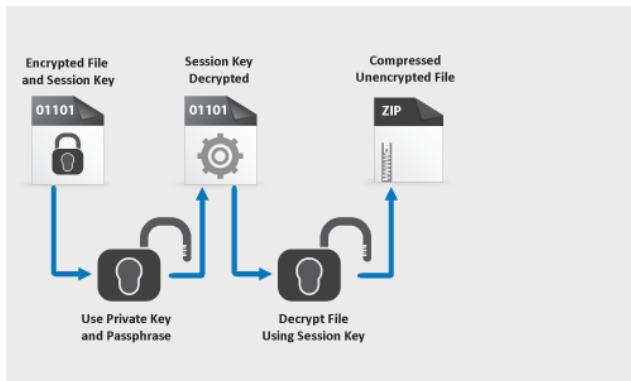 Encrypted File
and Session Key
01101
Session Key
Decrypted
01101
Compressed
Unencrypted File
ZIP
Use Private Key
and Passphrase
Decrypt File
Using Session Key